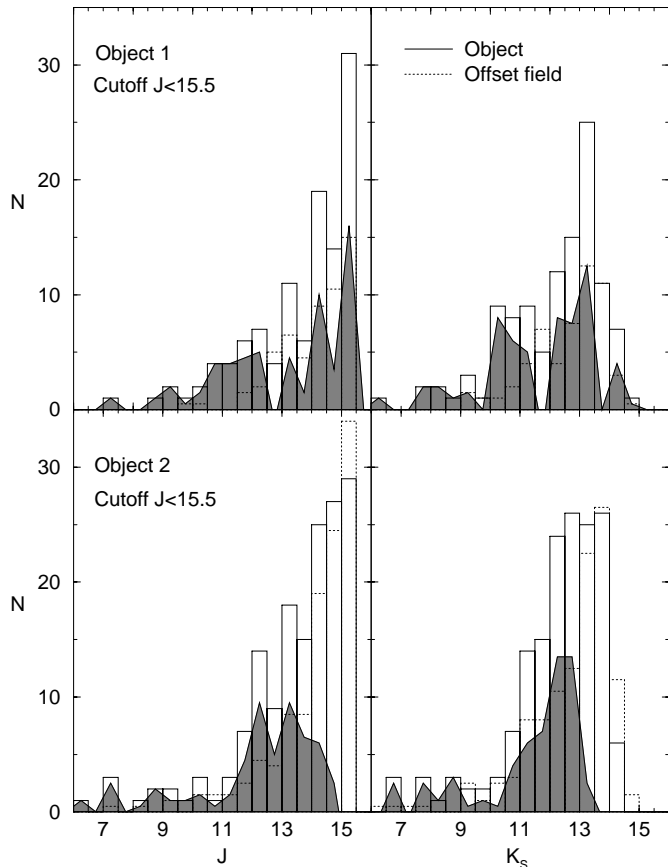 Object 1
Cutoff J<15.5
Object
Offset field
30
20
10
0
N
Object 2
Cutoff J<15.5
30
20
10
0
N
7 9 11 13 15
7 9 11 13 15
J
K_S